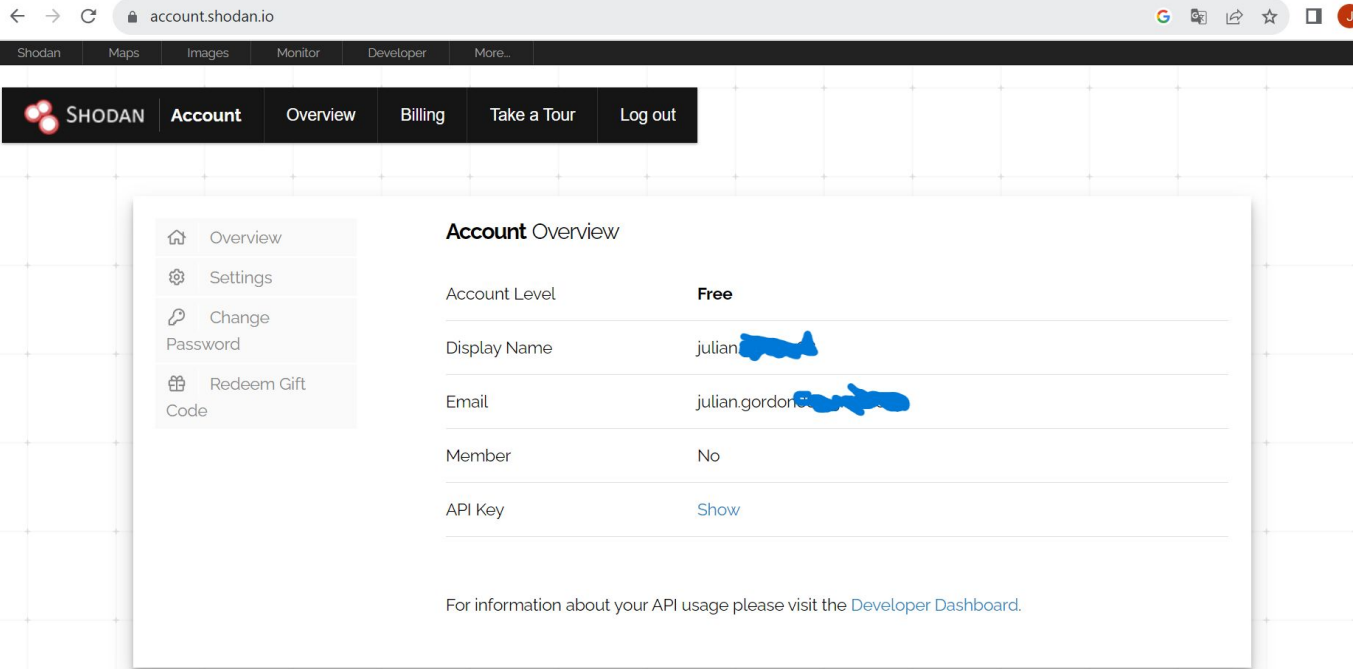 account.shodan.io
Shodan Maps Images Monitor Developer More...
SHODAN Account Overview Billing Take a Tour Log out
Overview
Settings
Change
Password
Redeem Gift
Code
Account Overview
Account Level Free
Display Name julian.
Email julian.gordon
Member No
API Key Show
For information about your API usage please visit the Developer Dashboard.